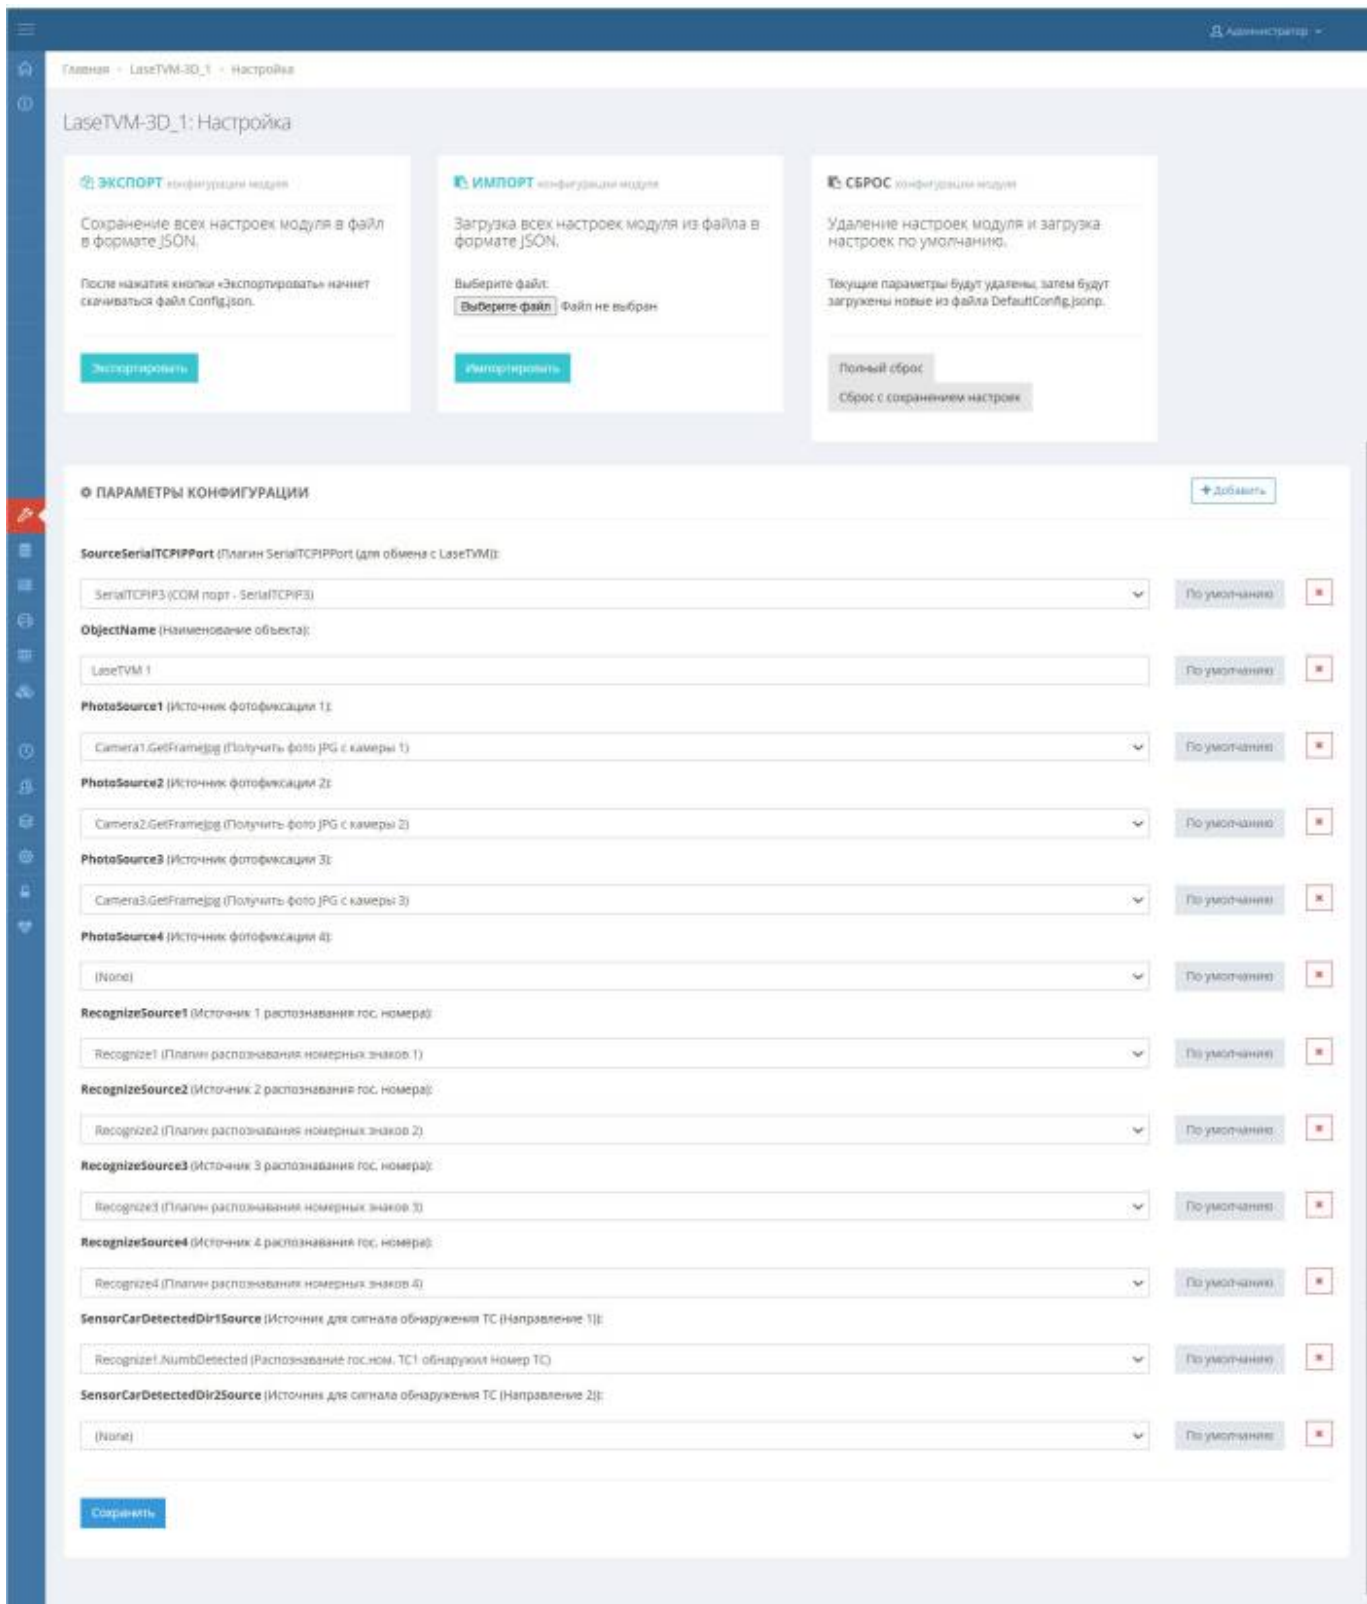 Администратор
Главная - LaseTVM-3D_1 - Настройка
LaseTVM-3D_1: Настройка
ЭКСПОРТ конфигурации модуля
Сохранение всех настроек модуля в файл
в формате JSON.
После нажатия кнопки «Экспортировать» начнет
скачиваться файл Config.json.
Экспортировать
ИМПОРТ конфигурации модуля
Загрузка всех настроек модуля из файла в
формате JSON.
Выберите файл:
Выберите файл Файл не выбран
Импортировать
СБРОС конфигурации модуля
Удаление настроек модуля и загрузка
настроек по умолчанию.
Текущие параметры будут удалены, затем будут
загружены новые из файла DefaultConfig.jsonp.
Полный сброс
Сброс с сохранением настроек
ПАРАМЕТРЫ КОНФИГУРАЦИИ
+ Добавить
SourceSerialTCPIPPort (Плагин SerialTCPIPPort (для обмена с LaseTVM)):
SerialTCPIP3 (COM порт - SerialTCPIP3) По умолчанию
ObjectName (Наименование объекта):
LaseTVM 1 По умолчанию
PhotoSource1 (Источник фотофиксации 1):
Camera1.GetFrameJpg (Получить фото JPG с камеры 1) По умолчанию
PhotoSource2 (Источник фотофиксации 2):
Camera2.GetFrameJpg (Получить фото JPG с камеры 2) По умолчанию
PhotoSource3 (Источник фотофиксации 3):
Camera3.GetFrameJpg (Получить фото JPG с камеры 3) По умолчанию
PhotoSource4 (Источник фотофиксации 4):
(None) По умолчанию
RecognizeSource1 (Источник 1 распознавания гос. номера):
Recognize1 (Плагин распознавания номерных знаков 1) По умолчанию
RecognizeSource2 (Источник 2 распознавания гос. номера):
Recognize2 (Плагин распознавания номерных знаков 2) По умолчанию
RecognizeSource3 (Источник 3 распознавания гос. номера):
Recognize3 (Плагин распознавания номерных знаков 3) По умолчанию
RecognizeSource4 (Источник 4 распознавания гос. номера):
Recognize4 (Плагин распознавания номерных знаков 4) По умолчанию
SensorCarDetectedDir1Source (Источник для сигнала обнаружения ТС (Направление 1)):
Recognize1.NumbDetected (Распознавание гос.ном. ТС1 обнаружил Номер ТС) По умолчанию
SensorCarDetectedDir2Source (Источник для сигнала обнаружения ТС (Направление 2)):
(None) По умолчанию
Сохранить